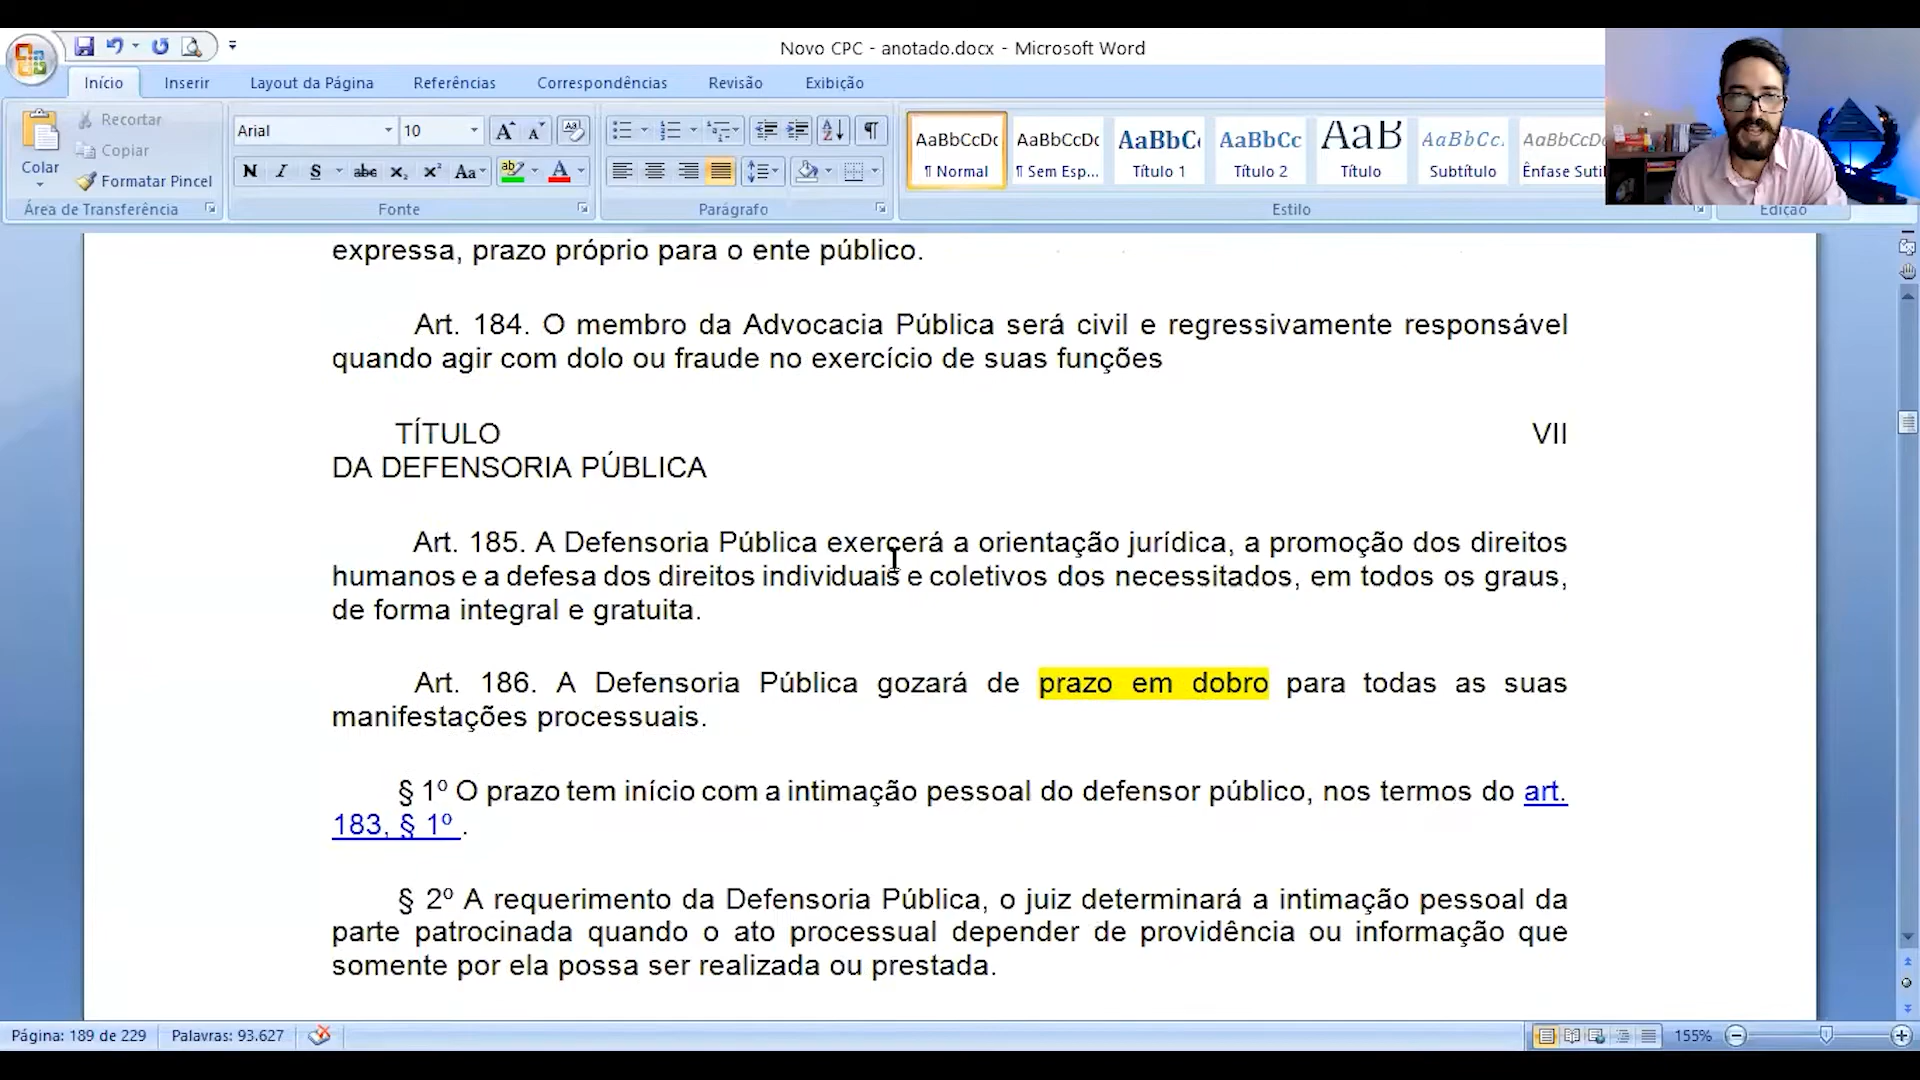 Novo CPC - anotado.docx - Microsoft Word
Início Inserir Layout da Página Referências Correspondências Revisão Exibição
Colar
Recortar
Copiar
Formatar Pincel
Área de Transferência
Arial 10
N I S abc x₂ x² Aa
Fonte
Parágrafo
AaBbCcDc AaBbCcDc AaBbC AaBbCc AaB AaBbCc. AaBbCcDc
¶ Normal ¶ Sem Esp... Título 1 Título 2 Título Subtítulo Ênfase Sutil
Estilo
Edição
expressa, prazo próprio para o ente público.
Art. 184. O membro da Advocacia Pública será civil e regressivamente responsável
quando agir com dolo ou fraude no exercício de suas funções
TÍTULO VII
DA DEFENSORIA PÚBLICA
Art. 185. A Defensoria Pública exercerá a orientação jurídica, a promoção dos direitos
humanos e a defesa dos direitos individuais e coletivos dos necessitados, em todos os graus,
de forma integral e gratuita.
Art. 186. A Defensoria Pública gozará de prazo em dobro para todas as suas
manifestações processuais.
§ 1º O prazo tem início com a intimação pessoal do defensor público, nos termos do art.
183, § 1º .
§ 2º A requerimento da Defensoria Pública, o juiz determinará a intimação pessoal da
parte patrocinada quando o ato processual depender de providência ou informação que
somente por ela possa ser realizada ou prestada.
Página: 189 de 229 Palavras: 93.627 155%